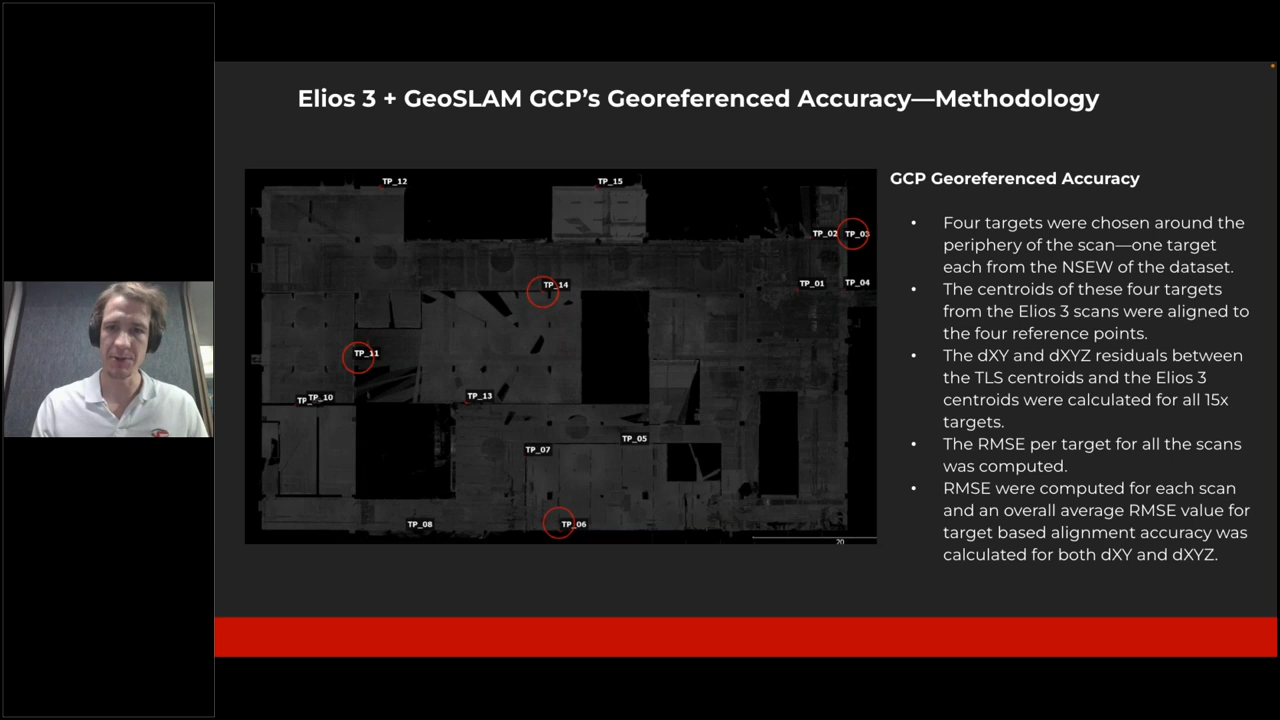 Elios 3 + GeoSLAM GCP’s Georeferenced Accuracy—Methodology
TP_12
TP_15
TP_02
TP_03
TP_14
TP_01
TP_04
TP_11
TP_10
TP_13
TP_05
TP_07
TP_08
TP_06
20
GCP Georeferenced Accuracy
• Four targets were chosen around the
periphery of the scan—one target
each from the NSEW of the dataset.
• The centroids of these four targets
from the Elios 3 scans were aligned to
the four reference points.
• The dXY and dXYZ residuals between
the TLS centroids and the Elios 3
centroids were calculated for all 15x
targets.
• The RMSE per target for all the scans
was computed.
• RMSE were computed for each scan
and an overall average RMSE value for
target based alignment accuracy was
calculated for both dXY and dXYZ.